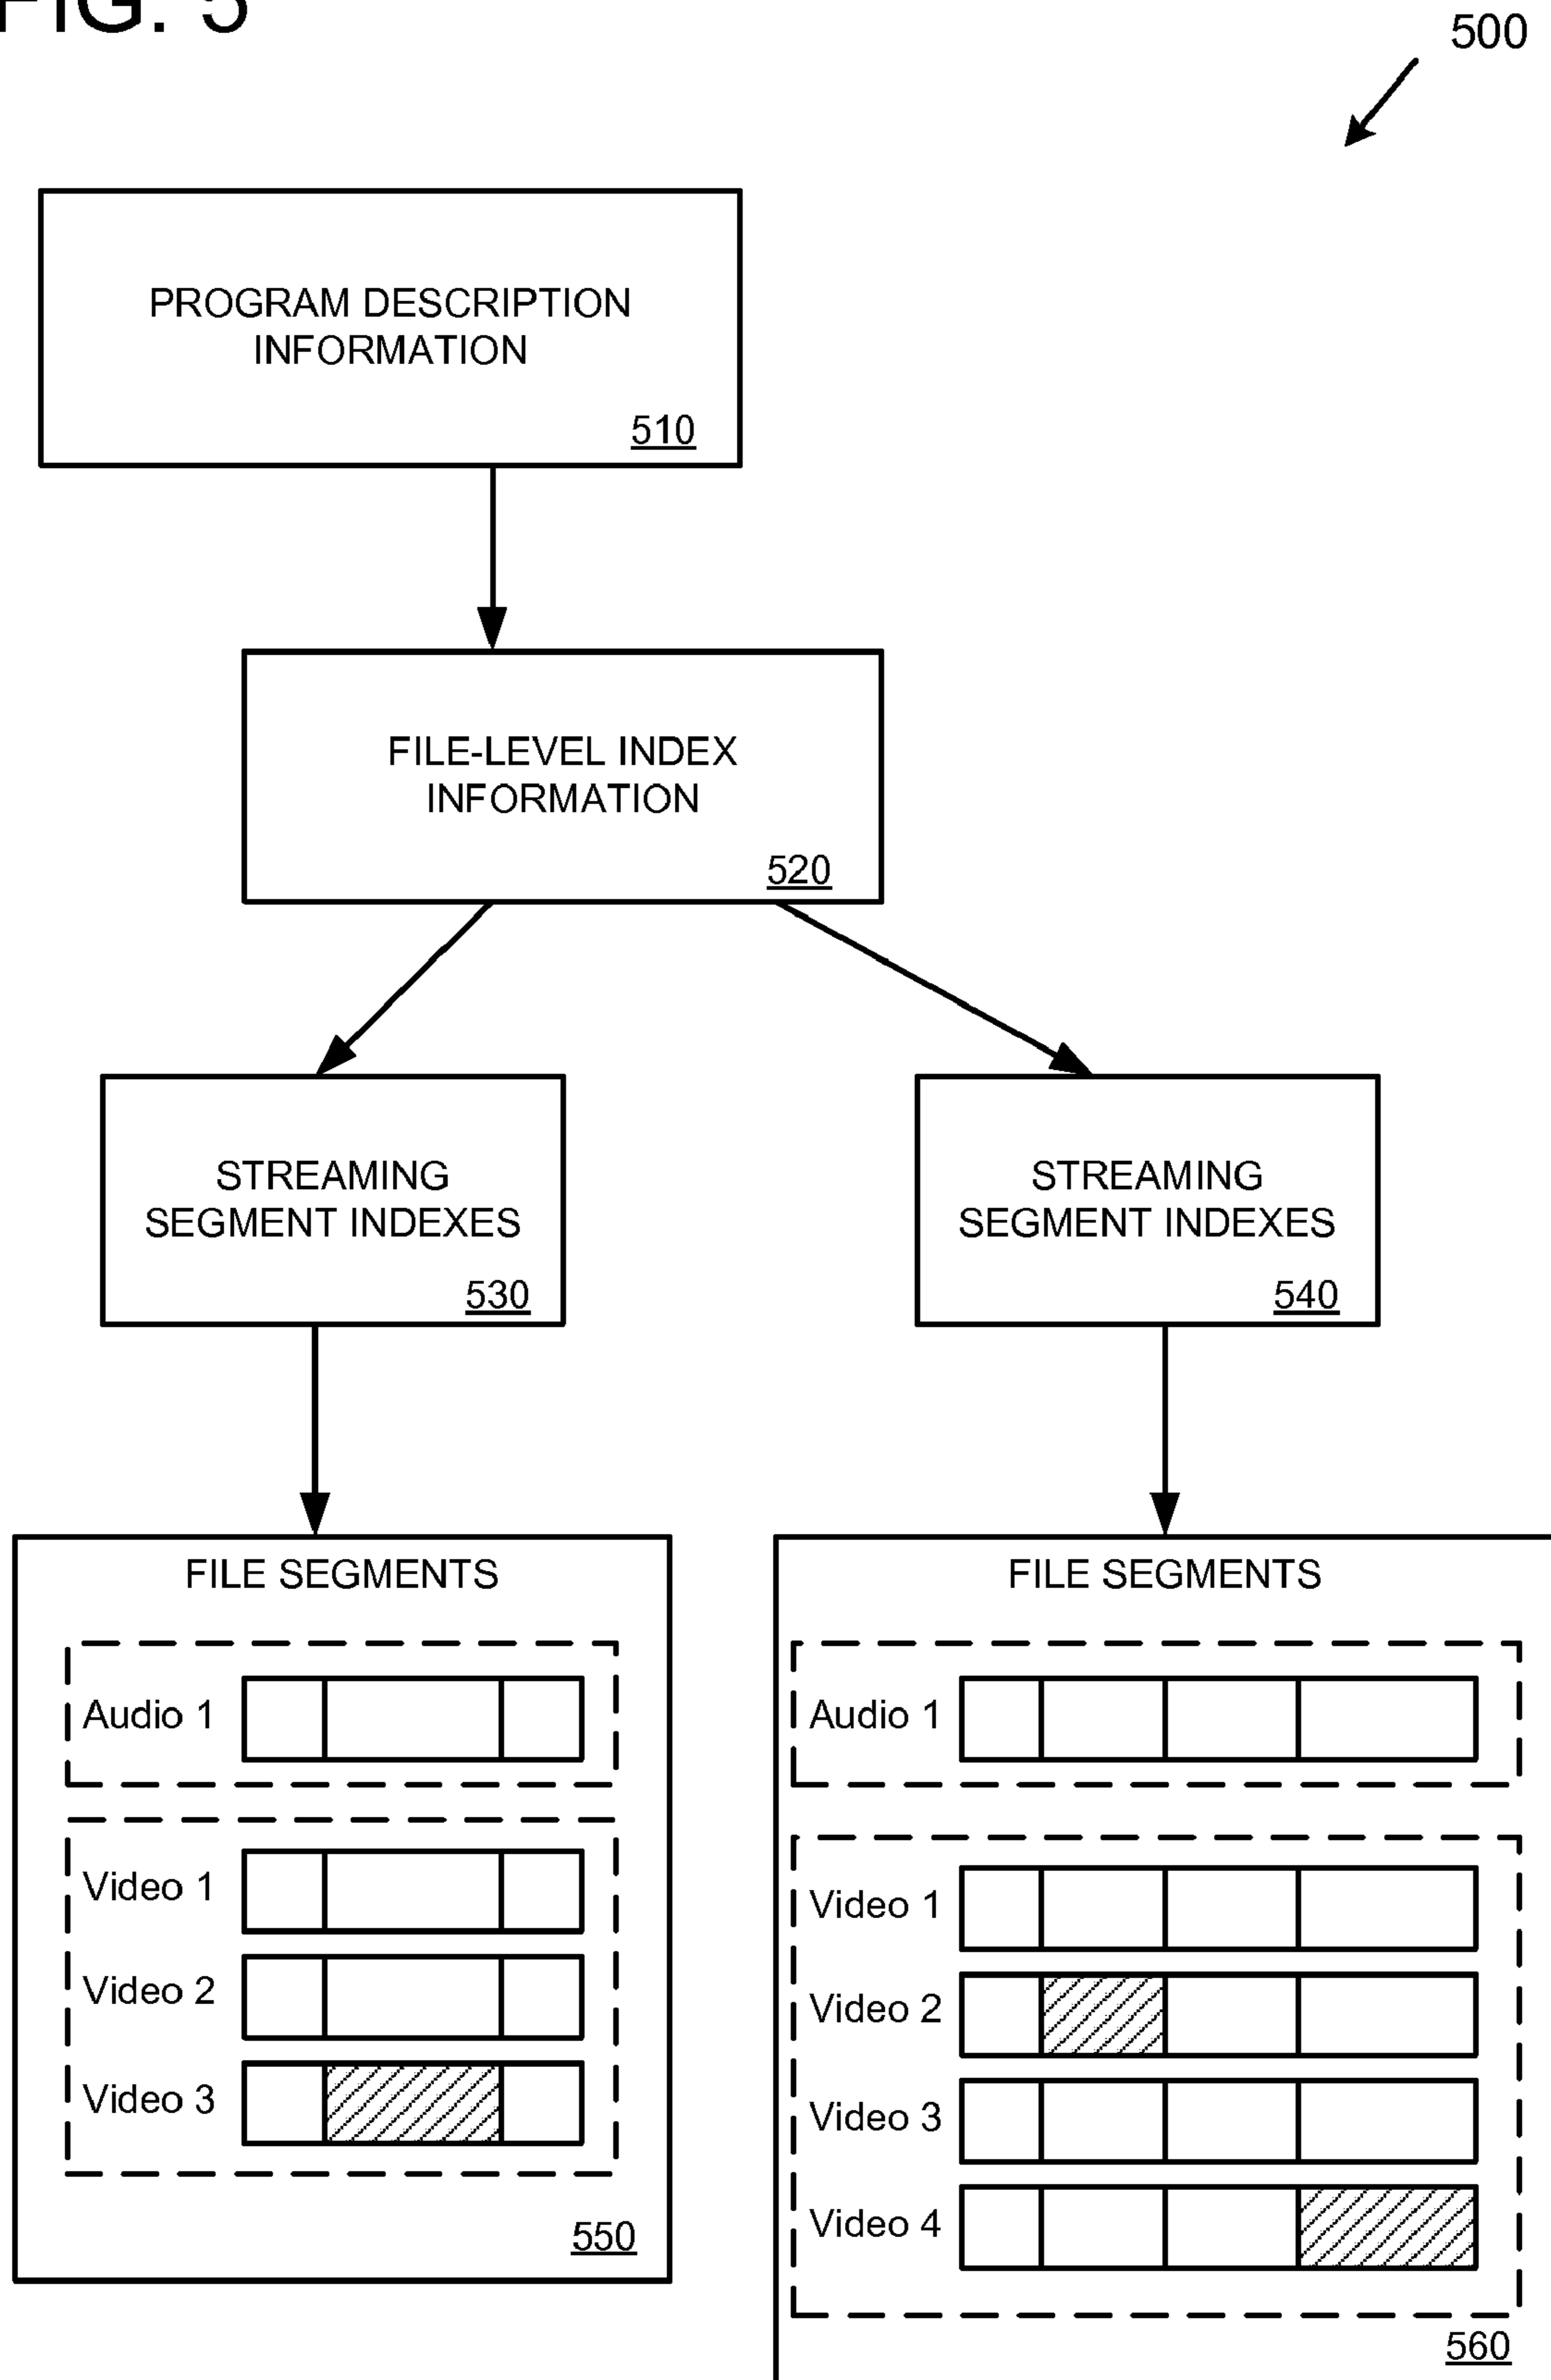 FIG. 5
500
PROGRAM DESCRIPTION
INFORMATION
510
FILE-LEVEL INDEX
INFORMATION
520
STREAMING
SEGMENT INDEXES
530
STREAMING
SEGMENT INDEXES
540
FILE SEGMENTS
Audio 1
Video 1
Video 2
Video 3
550
FILE SEGMENTS
Audio 1
Video 1
Video 2
Video 3
Video 4
560